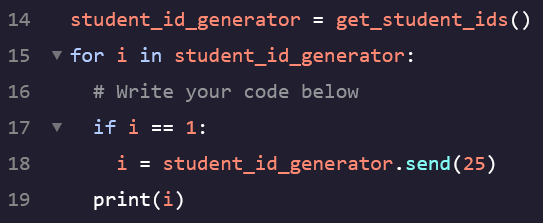 14 student_id_generator = get_student_ids()
15 for i in student_id_generator:
16 # Write your code below
17 if i == 1:
18 i = student_id_generator.send(25)
19 print(i)